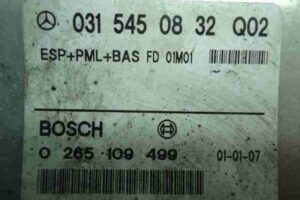 031 545 08 32 Q02
ESP+PML+BAS FD 01M01
BOSCH
0 265 109 499 01-01-07